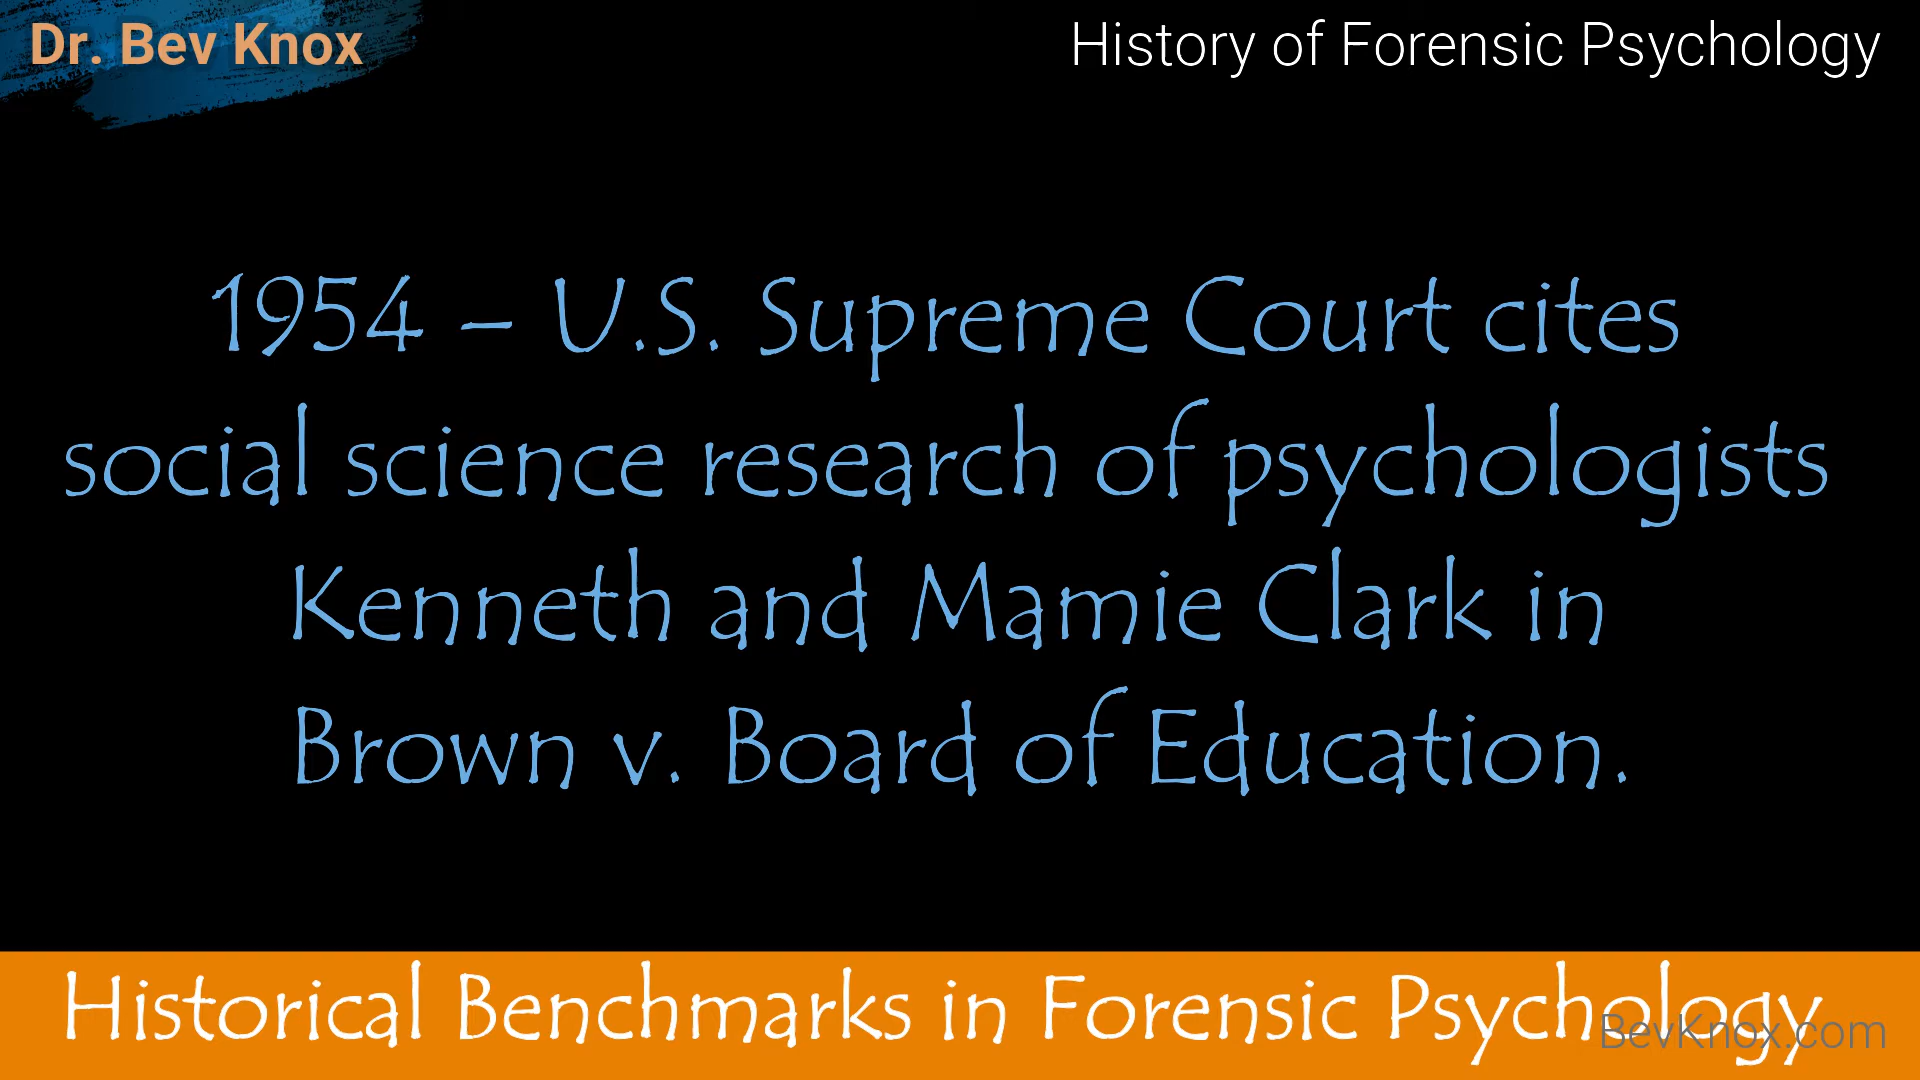 Dr. Bev Knox
History of Forensic Psychology
1954 – U.S. Supreme Court cites
social science research of psychologists
Kenneth and Mamie Clark in
Brown v. Board of Education.
Historical Benchmarks in Forensic Psychology
BevKnox.com